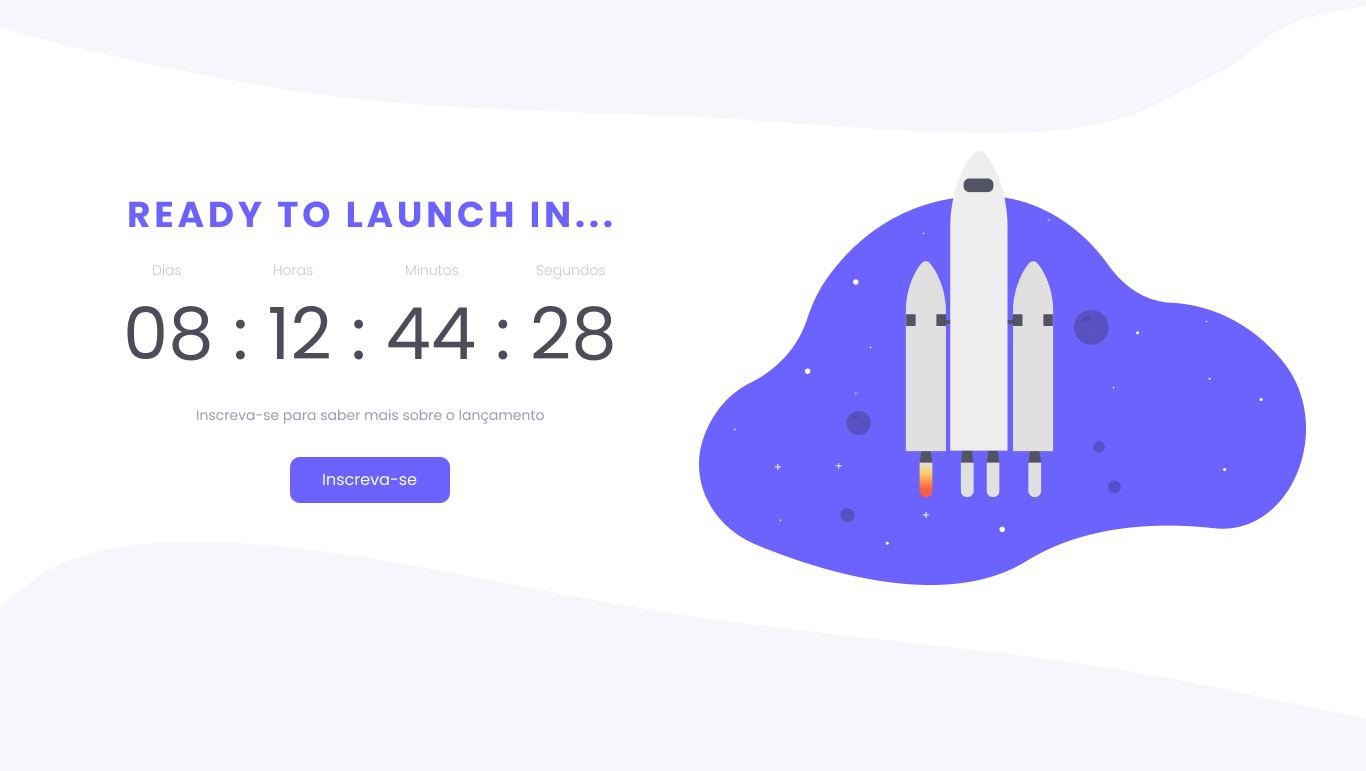 READY TO LAUNCH IN...
Dias Horas Minutos Segundos
08 : 12 : 44 : 28
Inscreva-se para saber mais sobre o lançamento
Inscreva-se